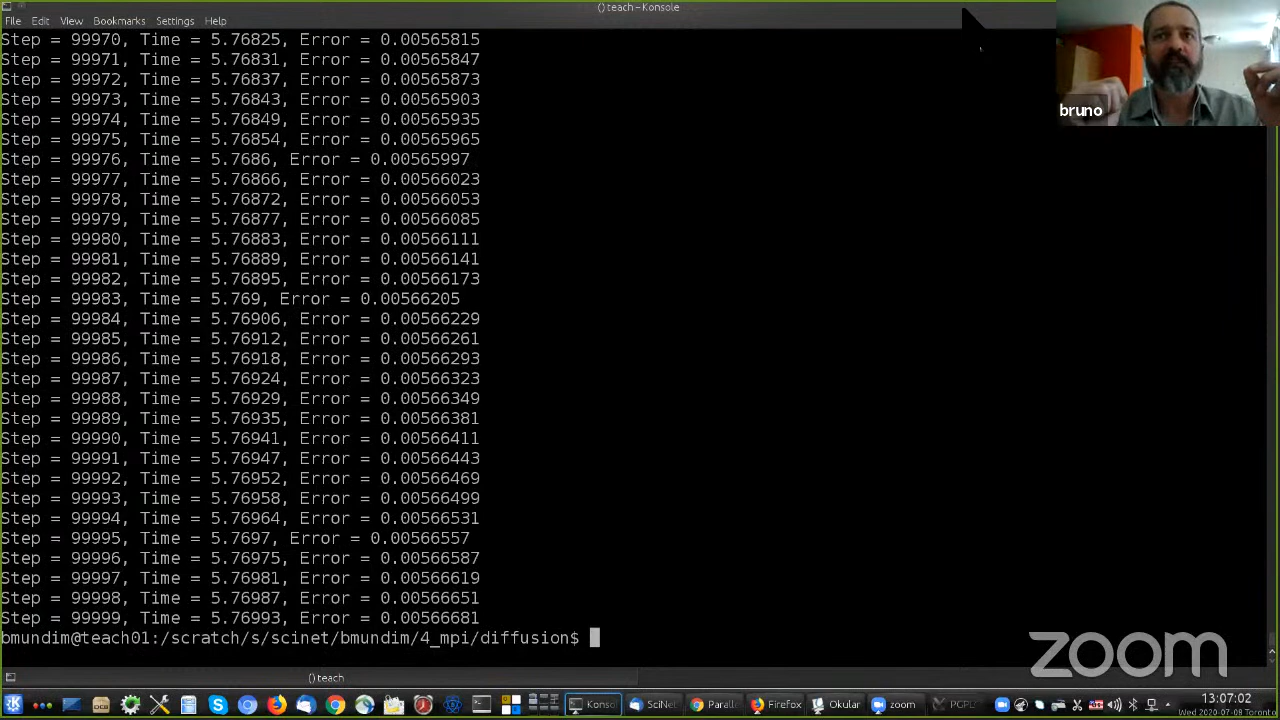 () teach – Konsole
File Edit View Bookmarks Settings Help
Step = 99970, Time = 5.76825, Error = 0.00565815
Step = 99971, Time = 5.76831, Error = 0.00565847
Step = 99972, Time = 5.76837, Error = 0.00565873
Step = 99973, Time = 5.76843, Error = 0.00565903
Step = 99974, Time = 5.76849, Error = 0.00565935
Step = 99975, Time = 5.76854, Error = 0.00565965
Step = 99976, Time = 5.7686, Error = 0.00565997
Step = 99977, Time = 5.76866, Error = 0.00566023
Step = 99978, Time = 5.76872, Error = 0.00566053
Step = 99979, Time = 5.76877, Error = 0.00566085
Step = 99980, Time = 5.76883, Error = 0.00566111
Step = 99981, Time = 5.76889, Error = 0.00566141
Step = 99982, Time = 5.76895, Error = 0.00566173
Step = 99983, Time = 5.769, Error = 0.00566205
Step = 99984, Time = 5.76906, Error = 0.00566229
Step = 99985, Time = 5.76912, Error = 0.00566261
Step = 99986, Time = 5.76918, Error = 0.00566293
Step = 99987, Time = 5.76924, Error = 0.00566323
Step = 99988, Time = 5.76929, Error = 0.00566349
Step = 99989, Time = 5.76935, Error = 0.00566381
Step = 99990, Time = 5.76941, Error = 0.00566411
Step = 99991, Time = 5.76947, Error = 0.00566443
Step = 99992, Time = 5.76952, Error = 0.00566469
Step = 99993, Time = 5.76958, Error = 0.00566499
Step = 99994, Time = 5.76964, Error = 0.00566531
Step = 99995, Time = 5.7697, Error = 0.00566557
Step = 99996, Time = 5.76975, Error = 0.00566587
Step = 99997, Time = 5.76981, Error = 0.00566619
Step = 99998, Time = 5.76987, Error = 0.00566651
Step = 99999, Time = 5.76993, Error = 0.00566681
bmundim@teach01:/scratch/s/scinet/bmundim/4_mpi/diffusion$
bruno
zoom
() teach
Konso
SciNe
Paralle
Firefox
Okular
zoom
PGPL
13:07:02
Wed 2020-07-08 Toronto